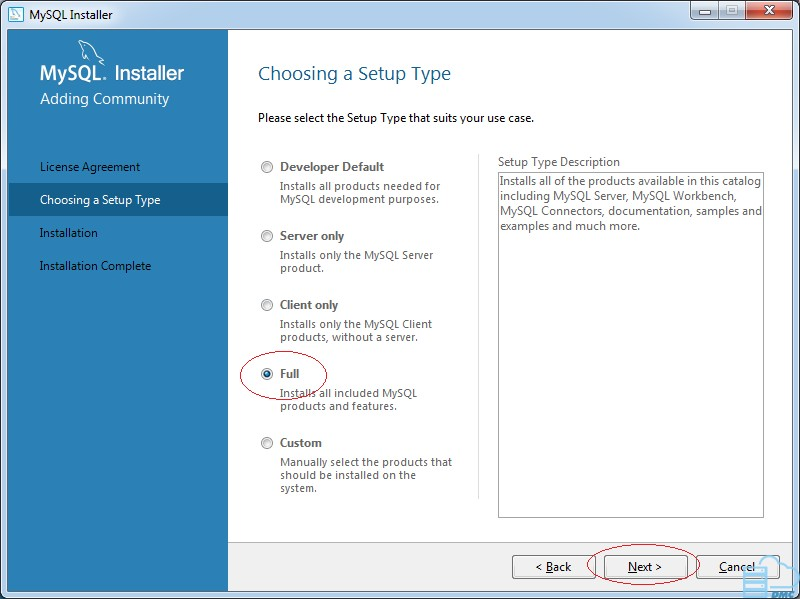 MySQL Installer
MySQL. Installer
Adding Community
License Agreement
Choosing a Setup Type
Installation
Installation Complete
Choosing a Setup Type
Please select the Setup Type that suits your use case.
Developer Default
Installs all products needed for
MySQL development purposes.
Server only
Installs only the MySQL Server
product.
Client only
Installs only the MySQL Client
products, without a server.
Full
Installs all included MySQL
products and features.
Custom
Manually select the products that
should be installed on the
system.
Setup Type Description
Installs all of the products available in this catalog
including MySQL Server, MySQL Workbench,
MySQL Connectors, documentation, samples and
examples and much more.
< Back
Next >
Cancel
DMC